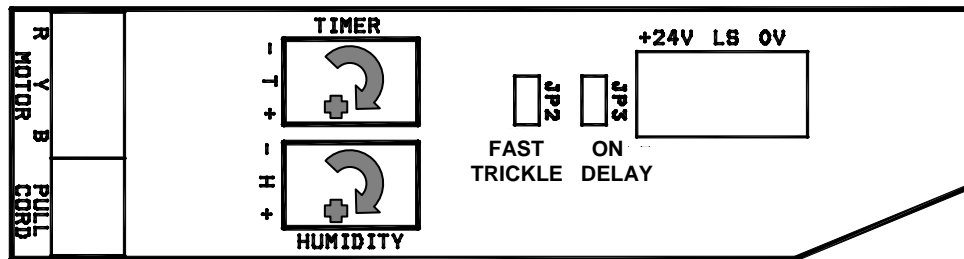 R Y B
MOTOR
PULL
CORD
TIMER
- T +
- H +
HUMIDITY
JP2
JP3
FAST
TRICKLE
ON
DELAY
+24V LS 0V